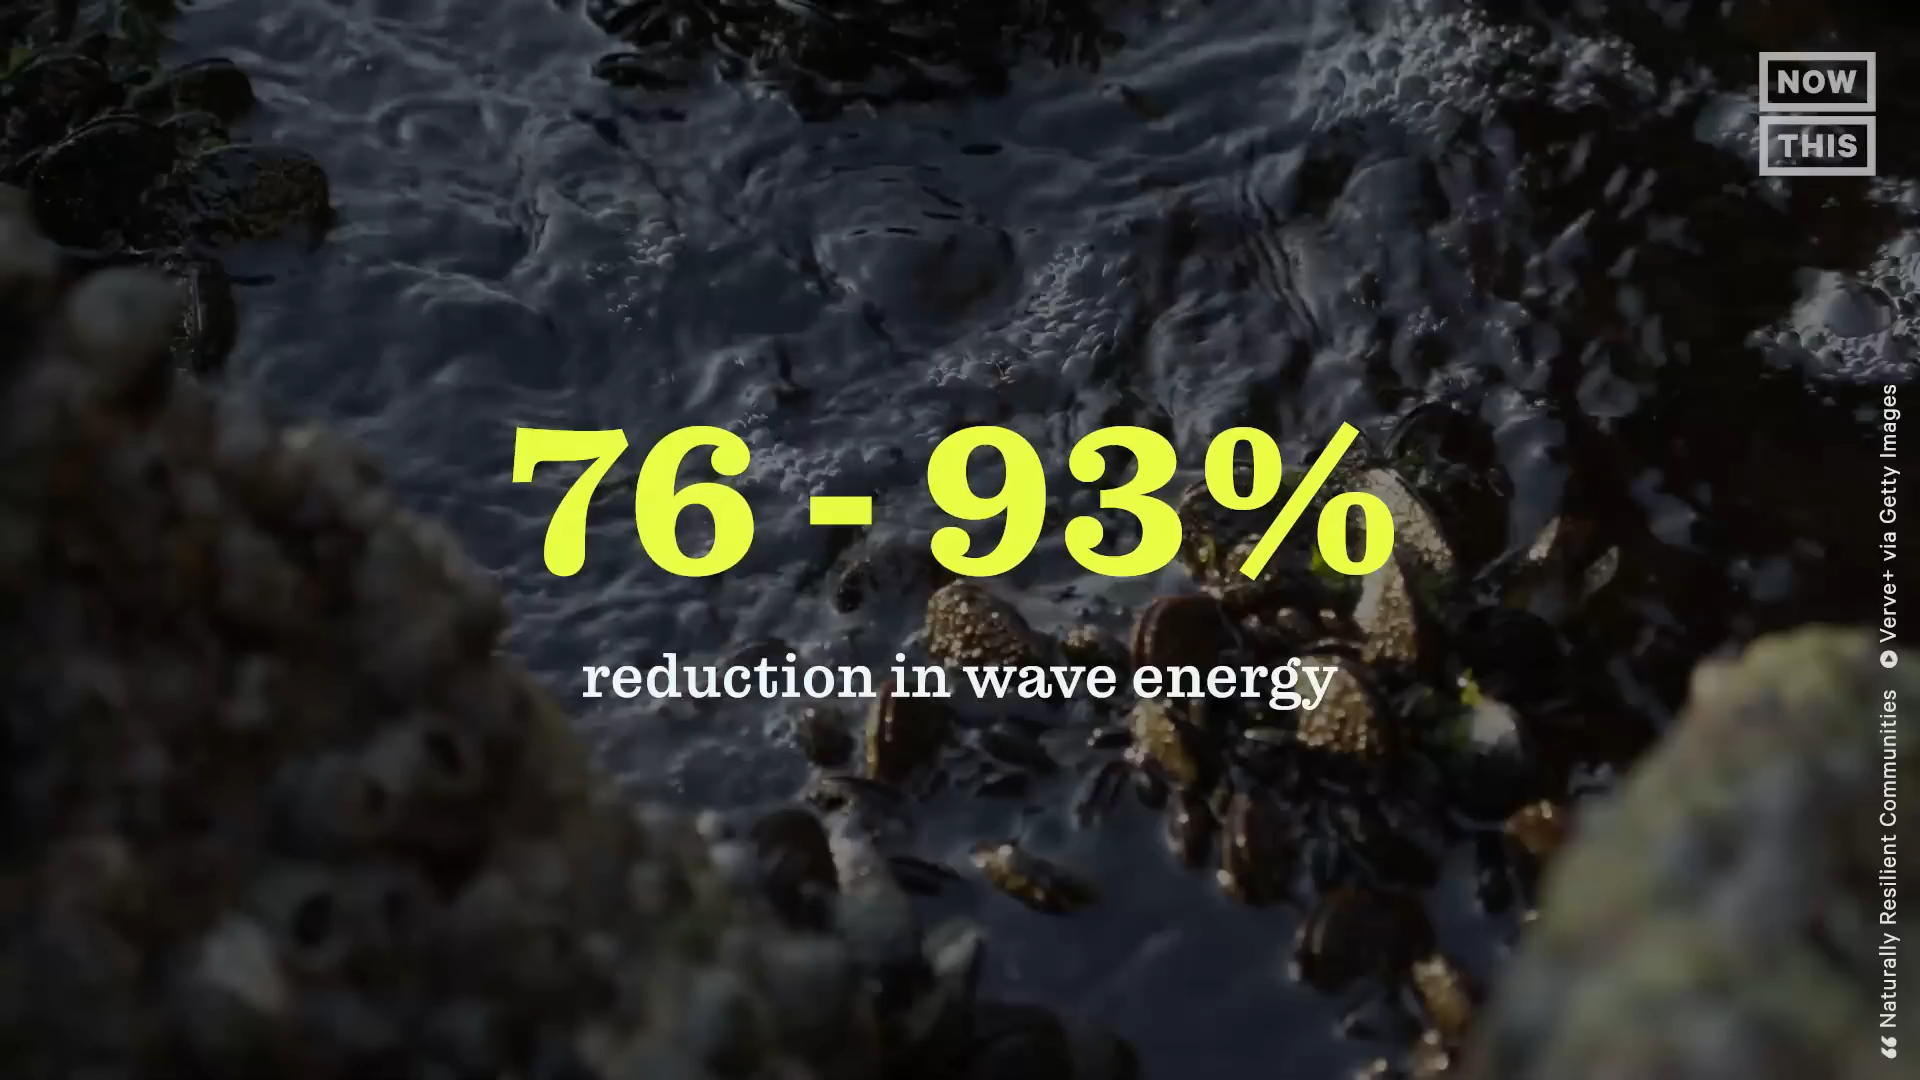 NOW
THIS
76 - 93%
reduction in wave energy
❝ Naturally Resilient Communities Verve+ via Getty Images